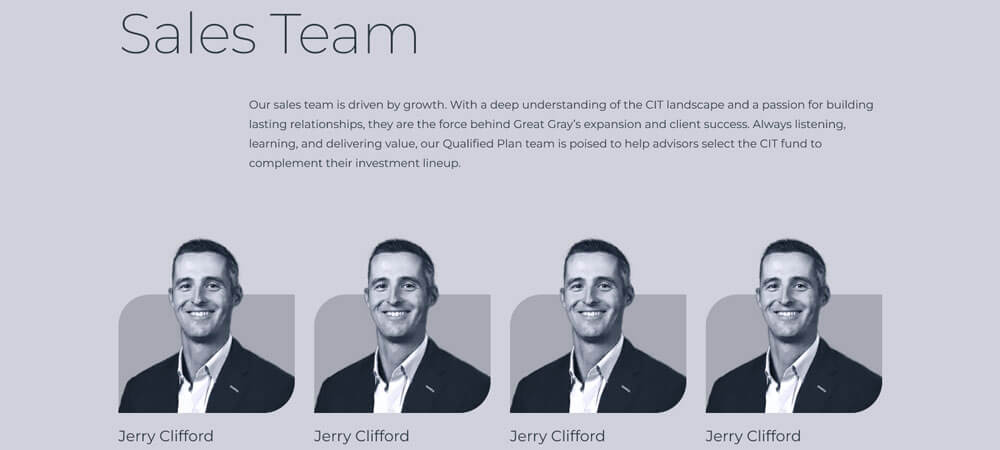 Sales Team
Our sales team is driven by growth. With a deep understanding of the CIT landscape and a passion for building
lasting relationships, they are the force behind Great Gray’s expansion and client success. Always listening,
learning, and delivering value, our Qualified Plan team is poised to help advisors select the CIT fund to
complement their investment lineup.
Jerry Clifford
Jerry Clifford
Jerry Clifford
Jerry Clifford